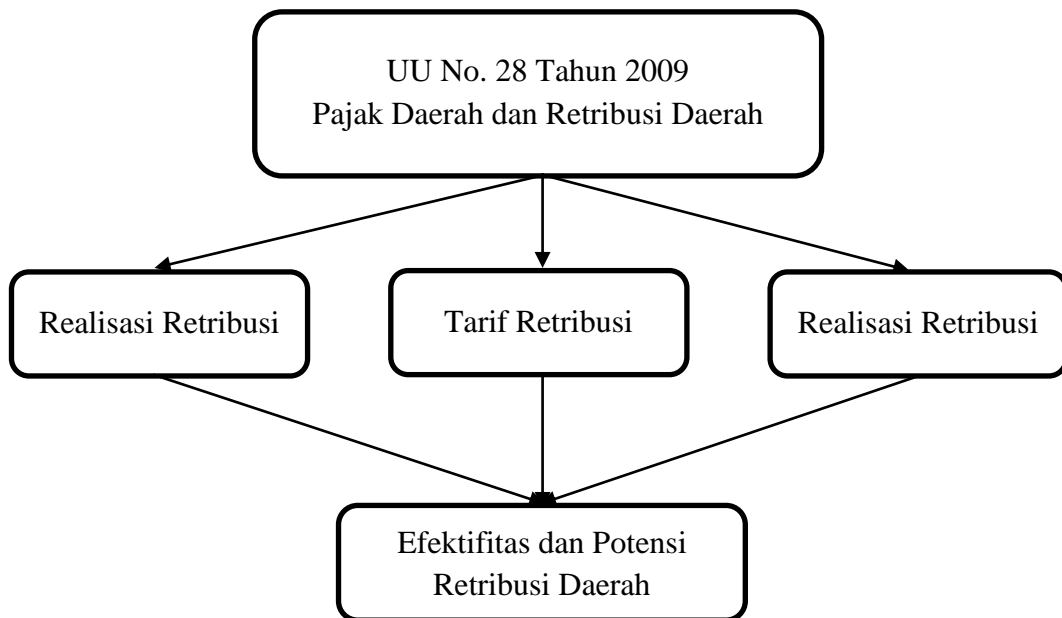 UU No. 28 Tahun 2009
Pajak Daerah dan Retribusi Daerah
Realisasi Retribusi
Tarif Retribusi
Realisasi Retribusi
Efektifitas dan Potensi
Retribusi Daerah